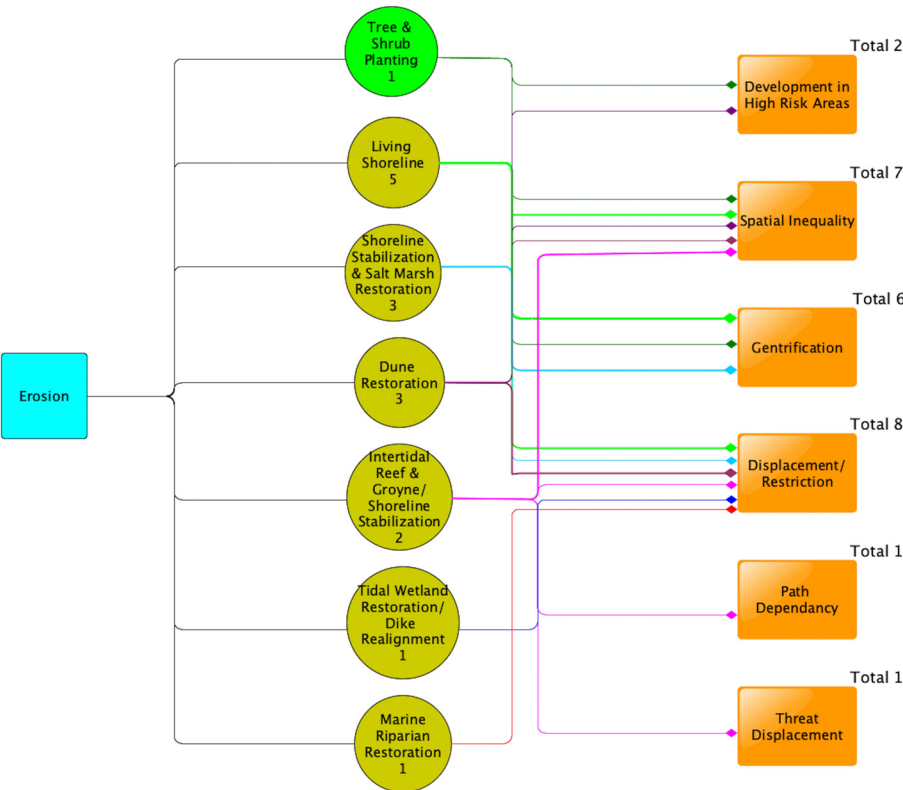 Erosion
Tree &
Shrub
Planting
1
Living
Shoreline
5
Shoreline
Stabilization
& Salt Marsh
Restoration
3
Dune
Restoration
3
Intertidal
Reef &
Groyne/
Shoreline
Stabilization
2
Tidal Wetland
Restoration/
Dike
Realignment
1
Marine
Riparian
Restoration
1
Total 2
Development in
High Risk Areas
Total 7
Spatial Inequality
Total 6
Gentrification
Total 8
Displacement/
Restriction
Total 1
Path
Dependancy
Total 1
Threat
Displacement